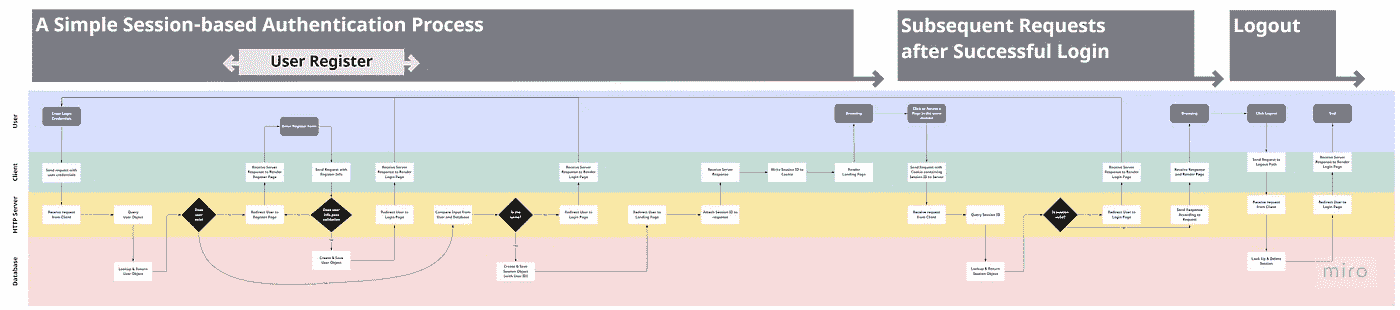 A Simple Session-based Authentication Process
User Register
Subsequent Requests
after Successful Login
Logout
User
Client
HTTP Server
Database
Enter Login
Credentials
Send request with
user credentials
Receive request
from Client
Query
User Object
Lookup & Return
User Object
Does
user
exist
Redirect User to
Register Page
Receive Server
Response to Render
Register Page
Enter Register Form
Send Request with
Register Info
Does user
info pass
validation
Create & Save
User Object
Redirect User to
Login Page
Receive Server
Response to Render
Login Page
Compare Input from
User and Database
Is the
same?
Create & Save
Session Object
(with User ID)
Redirect User to
Login Page
Receive Server
Response to Render
Login Page
Redirect User to
Landing Page
Attach Session ID to
response
Receive Server
Response
Write Session ID to
Cookie
Render
Landing Page
Browsing
Click or Access a
Page in the same
domain
Send Request with
Cookie containing
Session ID to Server
Receive request
from Client
Query Session ID
Lookup & Return
Session Object
Is session
valid?
Redirect User to
Login Page
Receive Server
Response to Render
Login Page
Send Response
According to
Request
Receive Response
and Render Page
Browsing
Click Logout
Send Request to
Logout Path
Receive request
from Client
Look Up & Delete
Session
Redirect User to
Login Page
Receive Server
Response to Render
Login Page
miro